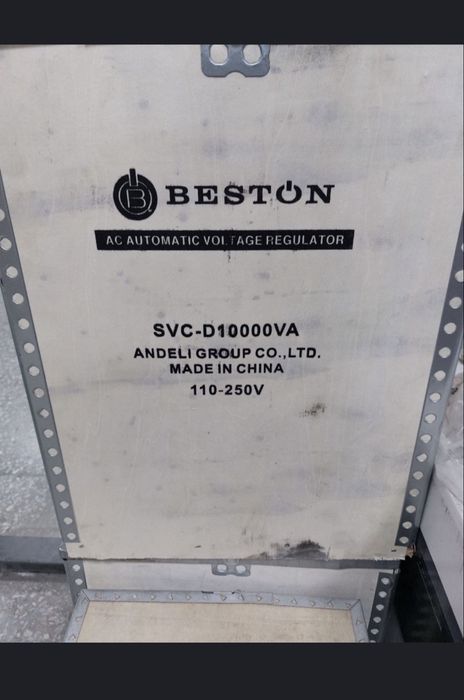 BESTON
AC AUTOMATIC VOLTAGE REGULATOR
SVC-D10000VA
ANDELI GROUP CO.,LTD.
MADE IN CHINA
110-250V